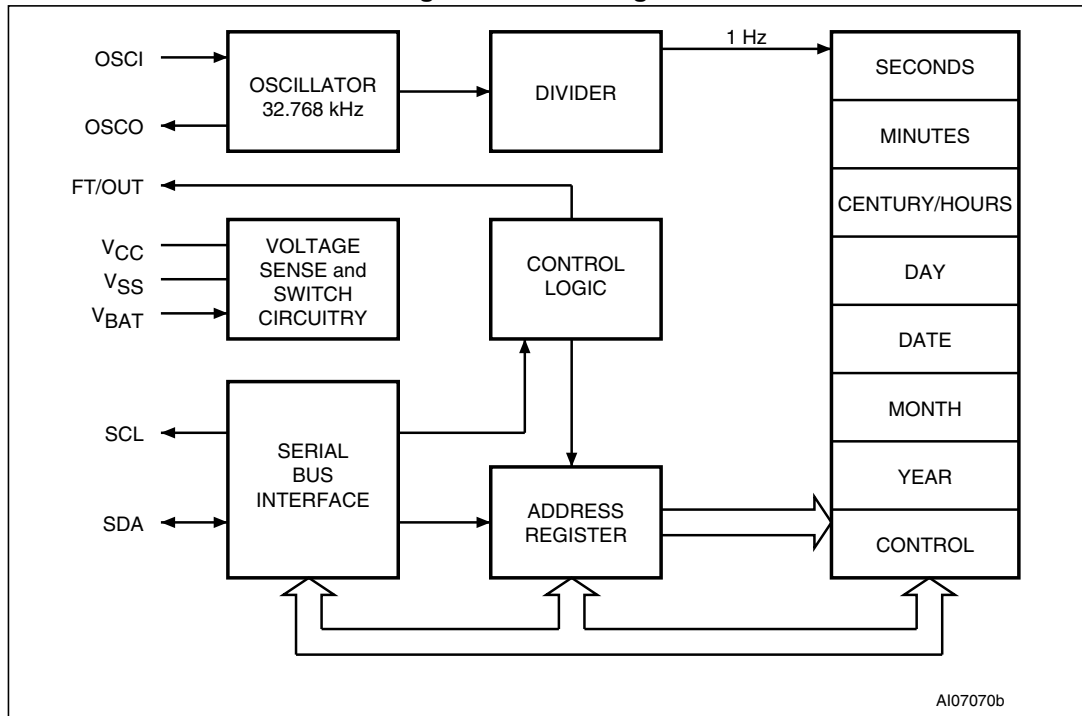 OSCI
OSCO
OSCILLATOR
32.768 kHz
DIVIDER
1 Hz
FT/OUT
VCC
VSS
VBAT
VOLTAGE
SENSE and
SWITCH
CIRCUITRY
CONTROL
LOGIC
SCL
SDA
SERIAL
BUS
INTERFACE
ADDRESS
REGISTER
SECONDS
MINUTES
CENTURY/HOURS
DAY
DATE
MONTH
YEAR
CONTROL
AI07070b